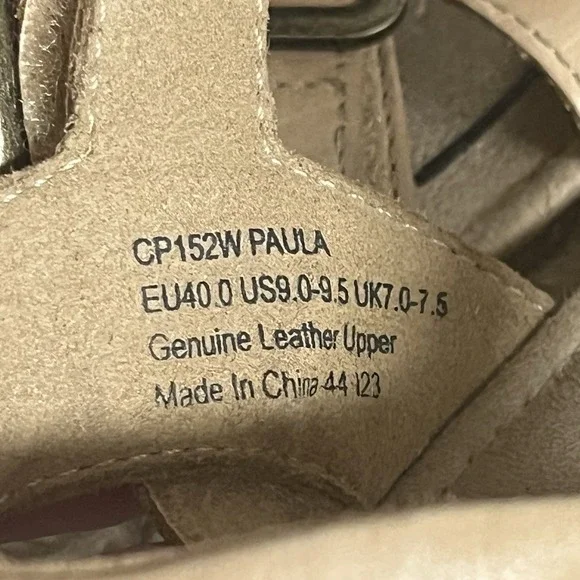 CP152W PAULA
EU40.0 US9.0-9.5 UK7.0-7.5
Genuine Leather Upper
Made In China 44 123